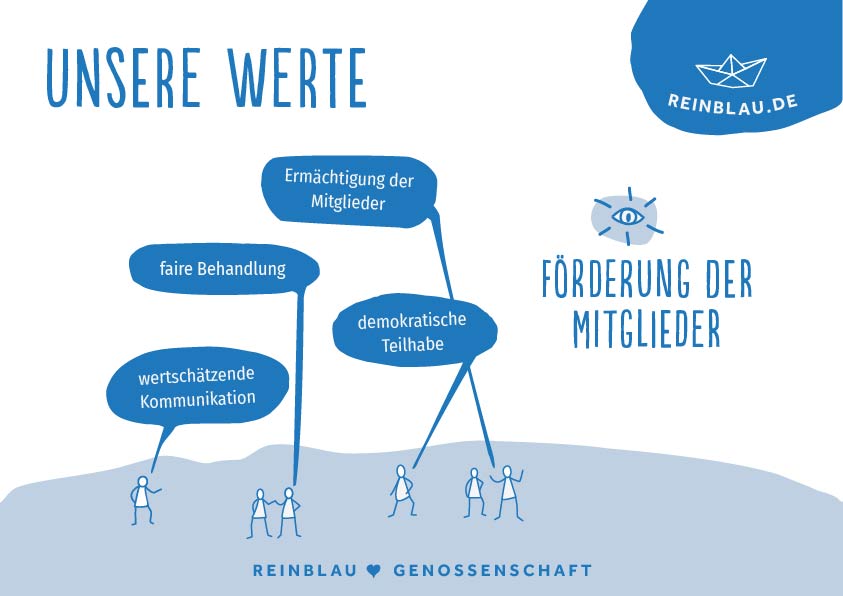 UNSERE WERTE
REINBLAU.DE
Ermächtigung der
Mitglieder
faire Behandlung
demokratische
Teilhabe
wertschätzende
Kommunikation
FÖRDERUNG DER
MITGLIEDER
REINBLAU ♥ GENOSSENSCHAFT